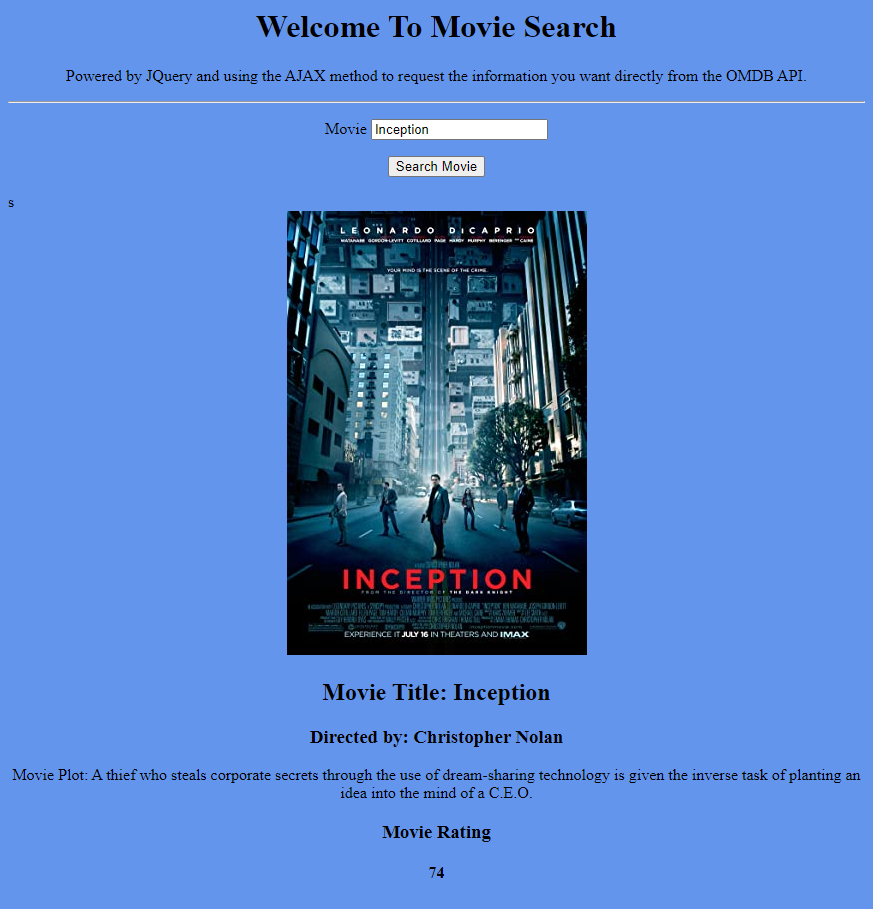 Welcome To Movie Search
Powered by JQuery and using the AJAX method to request the information you want directly from the OMDB API.
Movie Inception
Search Movie
s
LEONARDO DiCAPRIO
WATANABE GORDON-LEVITT COTILLARD PAGE HARDY MURPHY BERENGER AND CAINE
YOUR MIND IS THE SCENE OF THE CRIME.
INCEPTION
FROM THE DIRECTOR OF THE DARK KNIGHT
EXPERIENCE IT JULY 16 IN THEATERS AND IMAX
Movie Title: Inception
Directed by: Christopher Nolan
Movie Plot: A thief who steals corporate secrets through the use of dream-sharing technology is given the inverse task of planting an
idea into the mind of a C.E.O.
Movie Rating
74